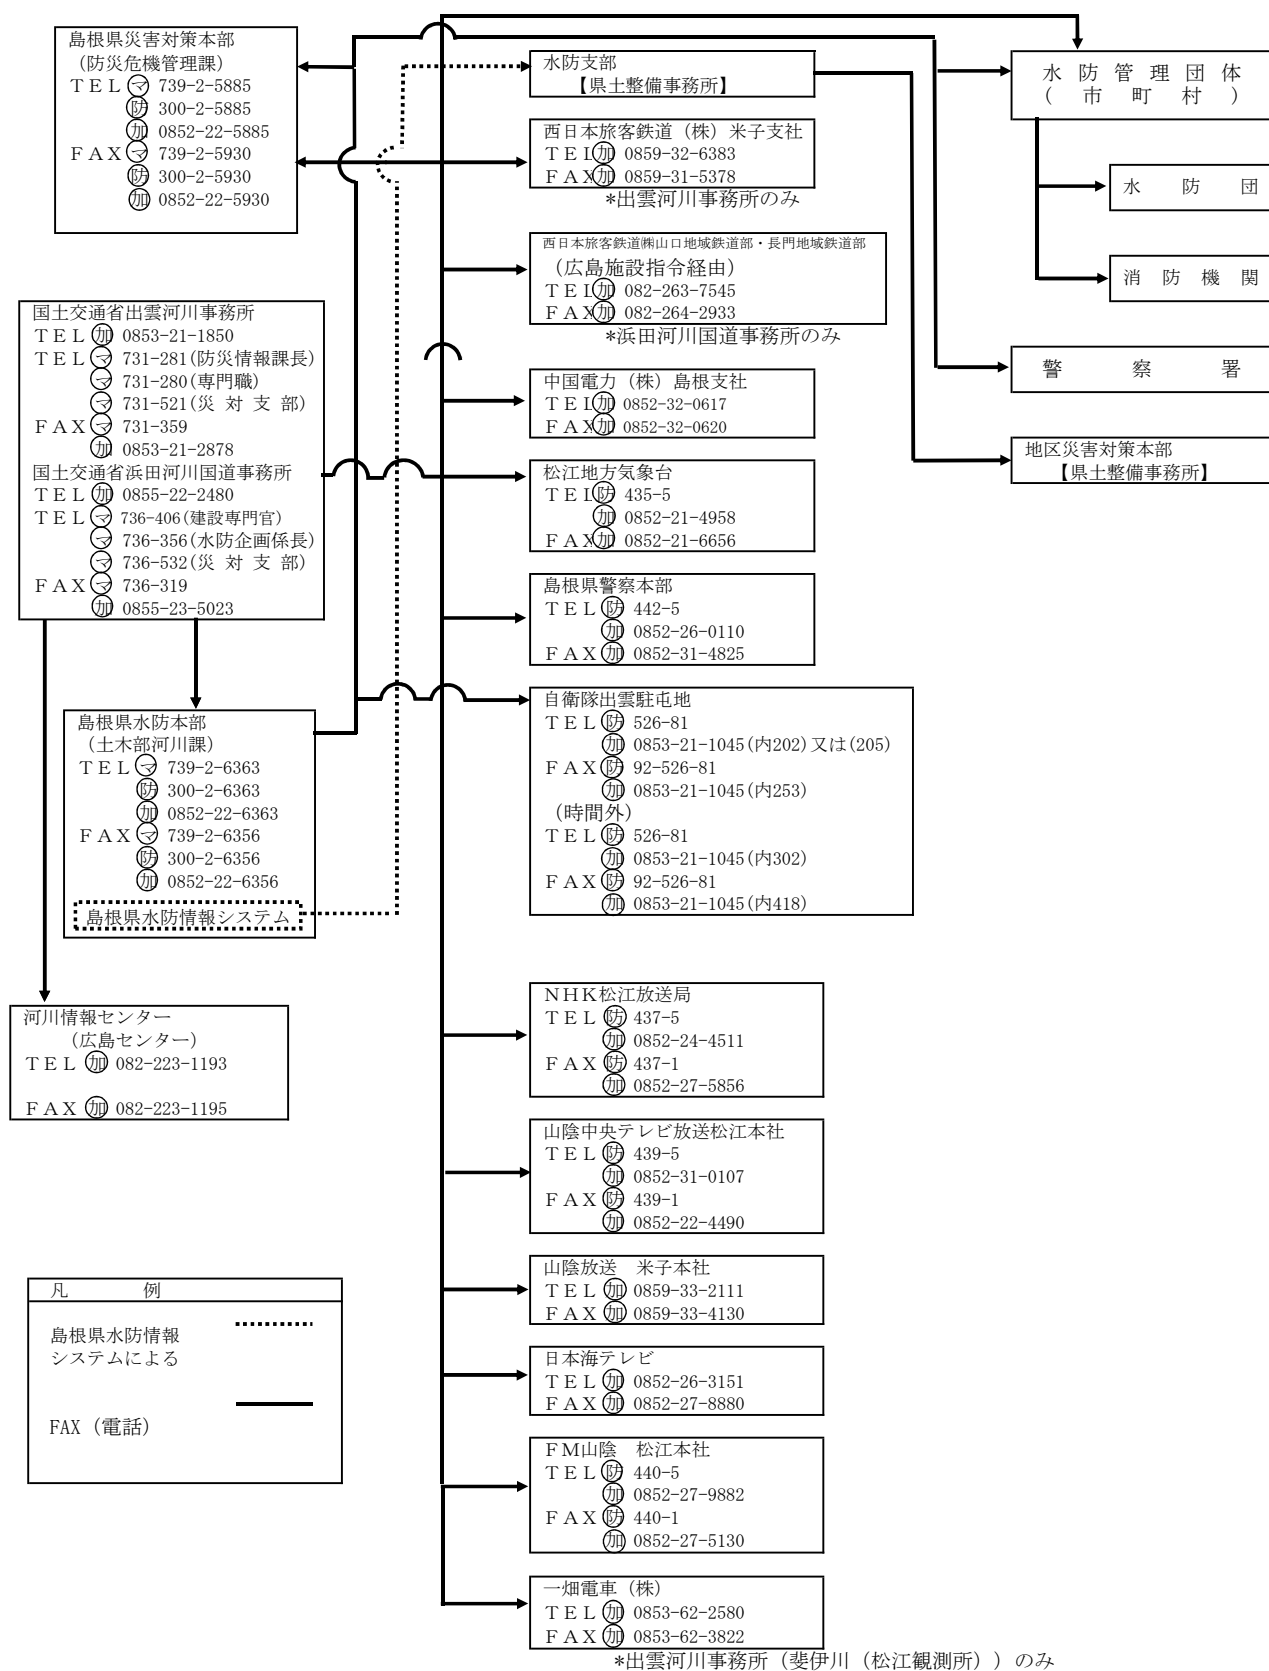 島根県災害対策本部
(防災危機管理課)
ＴＥＬ㋮ 739-2-5885
防 300-2-5885
加 0852-22-5885
ＦＡＸ㋮ 739-2-5930
防 300-2-5930
加 0852-22-5930
国土交通省出雲河川事務所
ＴＥＬ加 0853-21-1850
ＴＥＬ㋮ 731-281(防災情報課長)
㋮ 731-280(専門職)
㋮ 731-521(災 対 支 部)
ＦＡＸ㋮ 731-359
加 0853-21-2878
国土交通省浜田河川国道事務所
ＴＥＬ加 0855-22-2480
ＴＥＬ㋮ 736-406(建設専門官)
㋮ 736-356(水防企画係長)
㋮ 736-532(災 対 支 部)
ＦＡＸ㋮ 736-319
加 0855-23-5023
島根県水防本部
(土木部河川課)
ＴＥＬ㋮ 739-2-6363
防 300-2-6363
加 0852-22-6363
ＦＡＸ㋮ 739-2-6356
防 300-2-6356
加 0852-22-6356
島根県水防情報システム
河川情報センター
(広島センター)
ＴＥＬ加 082-223-1193
ＦＡＸ加 082-223-1195
凡　　　例
島根県水防情報
システムによる
FAX（電話）
水防支部
【県土整備事務所】
西日本旅客鉄道（株）米子支社
ＴＥＬ加 0859-32-6383
ＦＡＸ加 0859-31-5378
*出雲河川事務所のみ
西日本旅客鉄道㈱山口地域鉄道部・長門地域鉄道部
（広島施設指令経由）
ＴＥＬ加 082-263-7545
ＦＡＸ加 082-264-2933
*浜田河川国道事務所のみ
中国電力（株）島根支社
ＴＥＬ加 0852-32-0617
ＦＡＸ加 0852-32-0620
松江地方気象台
ＴＥＬ防 435-5
加 0852-21-4958
ＦＡＸ加 0852-21-6656
島根県警察本部
ＴＥＬ防 442-5
加 0852-26-0110
ＦＡＸ加 0852-31-4825
自衛隊出雲駐屯地
ＴＥＬ防 526-81
加 0853-21-1045(内202)又は(205)
ＦＡＸ防 92-526-81
加 0853-21-1045(内253)
（時間外）
ＴＥＬ防 526-81
加 0853-21-1045(内302)
ＦＡＸ防 92-526-81
加 0853-21-1045(内418)
ＮＨＫ松江放送局
ＴＥＬ防 437-5
加 0852-24-4511
ＦＡＸ防 437-1
加 0852-27-5856
山陰中央テレビ放送松江本社
ＴＥＬ防 439-5
加 0852-31-0107
ＦＡＸ防 439-1
加 0852-22-4490
山陰放送　米子本社
ＴＥＬ加 0859-33-2111
ＦＡＸ加 0859-33-4130
日本海テレビ
ＴＥＬ加 0852-26-3151
ＦＡＸ加 0852-27-8880
ＦＭ山陰　松江本社
ＴＥＬ防 440-5
加 0852-27-9882
ＦＡＸ防 440-1
加 0852-27-5130
一畑電車（株）
ＴＥＬ加 0853-62-2580
ＦＡＸ加 0853-62-3822
*出雲河川事務所（斐伊川（松江観測所））のみ
水 防 管 理 団 体
（ 市 町 村 ）
水 防 団
消 防 機 関
警 察 署
地区災害対策本部
【県土整備事務所】